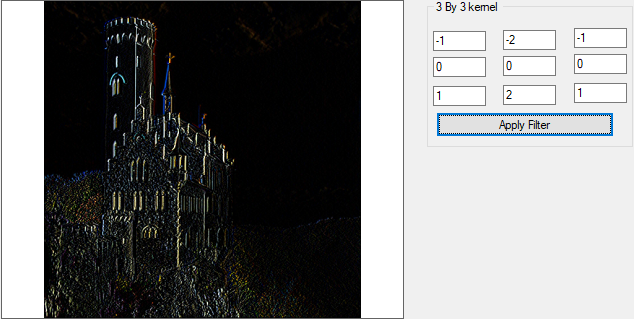 3 By 3 kernel
-1 -2 -1
0 0 0
1 2 1
Apply Filter